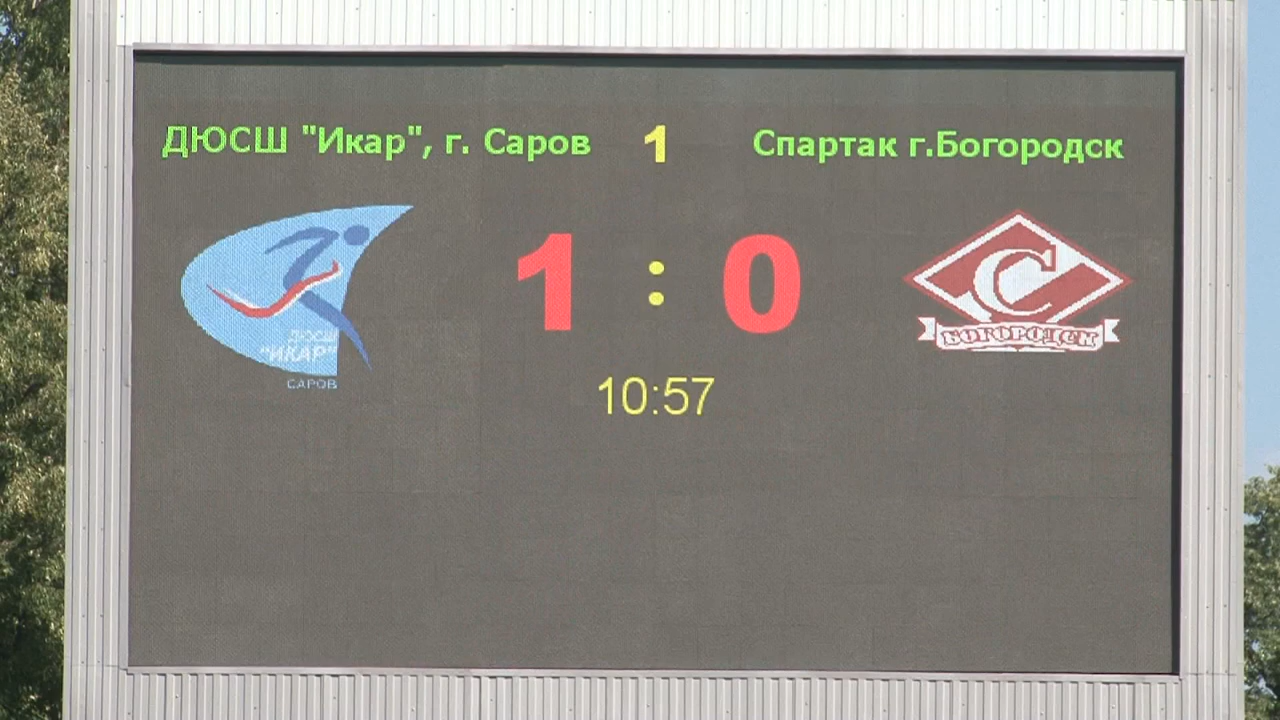 ДЮСШ "Икар", г. Саров 1 Спартак г.Богородск
1 : 0
ДЮСШ
"ИКАР"
САРОВ
С
БОГОРОДСК
10:57